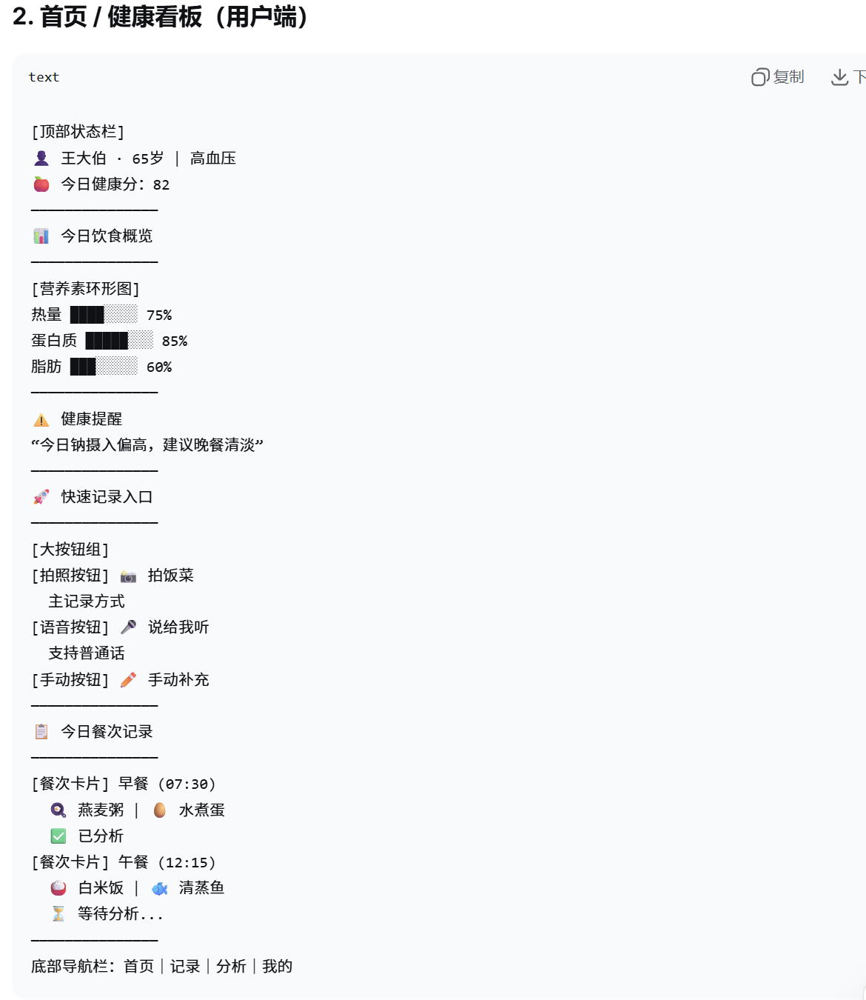 2. 首页 / 健康看板（用户端）
text
复制
下
[顶部状态栏]
👤 王大伯 · 65岁 | 高血压
🍎 今日健康分：82
───────────────
📊 今日饮食概览
───────────────
[营养素环形图]
热量 ████░░░░ 75%
蛋白质 █████░░░ 85%
脂肪 ███░░░░░ 60%
───────────────
⚠️ 健康提醒
“今日钠摄入偏高，建议晚餐清淡”
───────────────
🚀 快速记录入口
───────────────
[大按钮组]
[拍照按钮] 📷 拍饭菜
主记录方式
[语音按钮] 🎤 说给我听
支持普通话
[手动按钮] ✏️ 手动补充
───────────────
📋 今日餐次记录
───────────────
[餐次卡片] 早餐（07:30）
🍳 燕麦粥 | 🥚 水煮蛋
✅ 已分析
[餐次卡片] 午餐（12:15）
🍚 白米饭 | 🐟 清蒸鱼
⏳ 等待分析...
───────────────
底部导航栏：首页｜记录｜分析｜我的